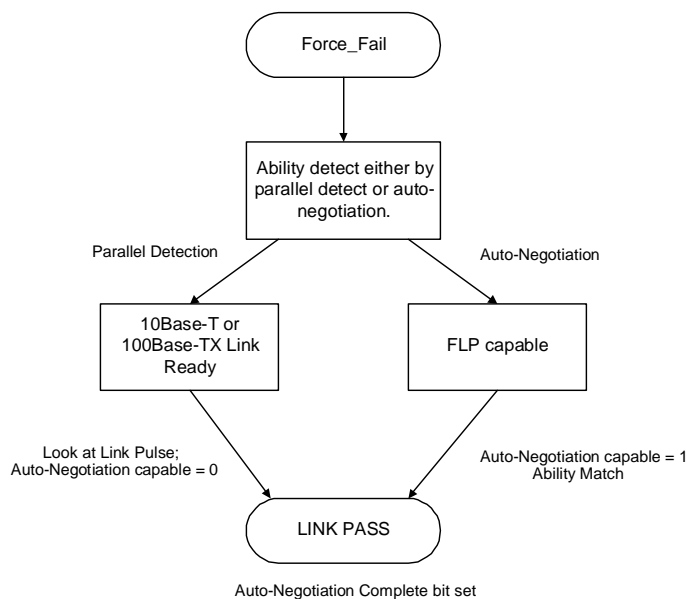 Force_Fail
Ability detect either by
parallel detect or auto-
negotiation.
Parallel Detection
Auto-Negotiation
10Base-T or
100Base-TX Link
Ready
FLP capable
Look at Link Pulse;
Auto-Negotiation capable = 0
Auto-Negotiation capable = 1
Ability Match
LINK PASS
Auto-Negotiation Complete bit set